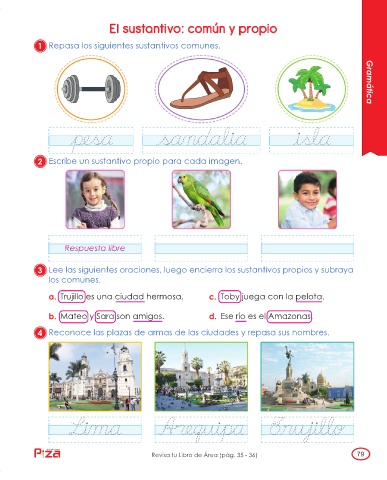 El sustantivo: común y propio
1 Repasa los siguientes sustantivos comunes.
pesa sandalia isla
2 Escribe un sustantivo propio para cada imagen.
Respuesta libre
3 Lee las siguientes oraciones, luego encierra los sustantivos propios y subraya
los comunes.
a. Trujillo es una ciudad hermosa. c. Toby juega con la pelota.
b. Mateo y Sara son amigos. d. Ese río es el Amazonas.
4 Reconoce las plazas de armas de las ciudades y repasa sus nombres.
Lima Arequipa Trujillo
Revisa tu Libro de Área (pág. 35 - 36)
79
Gramática